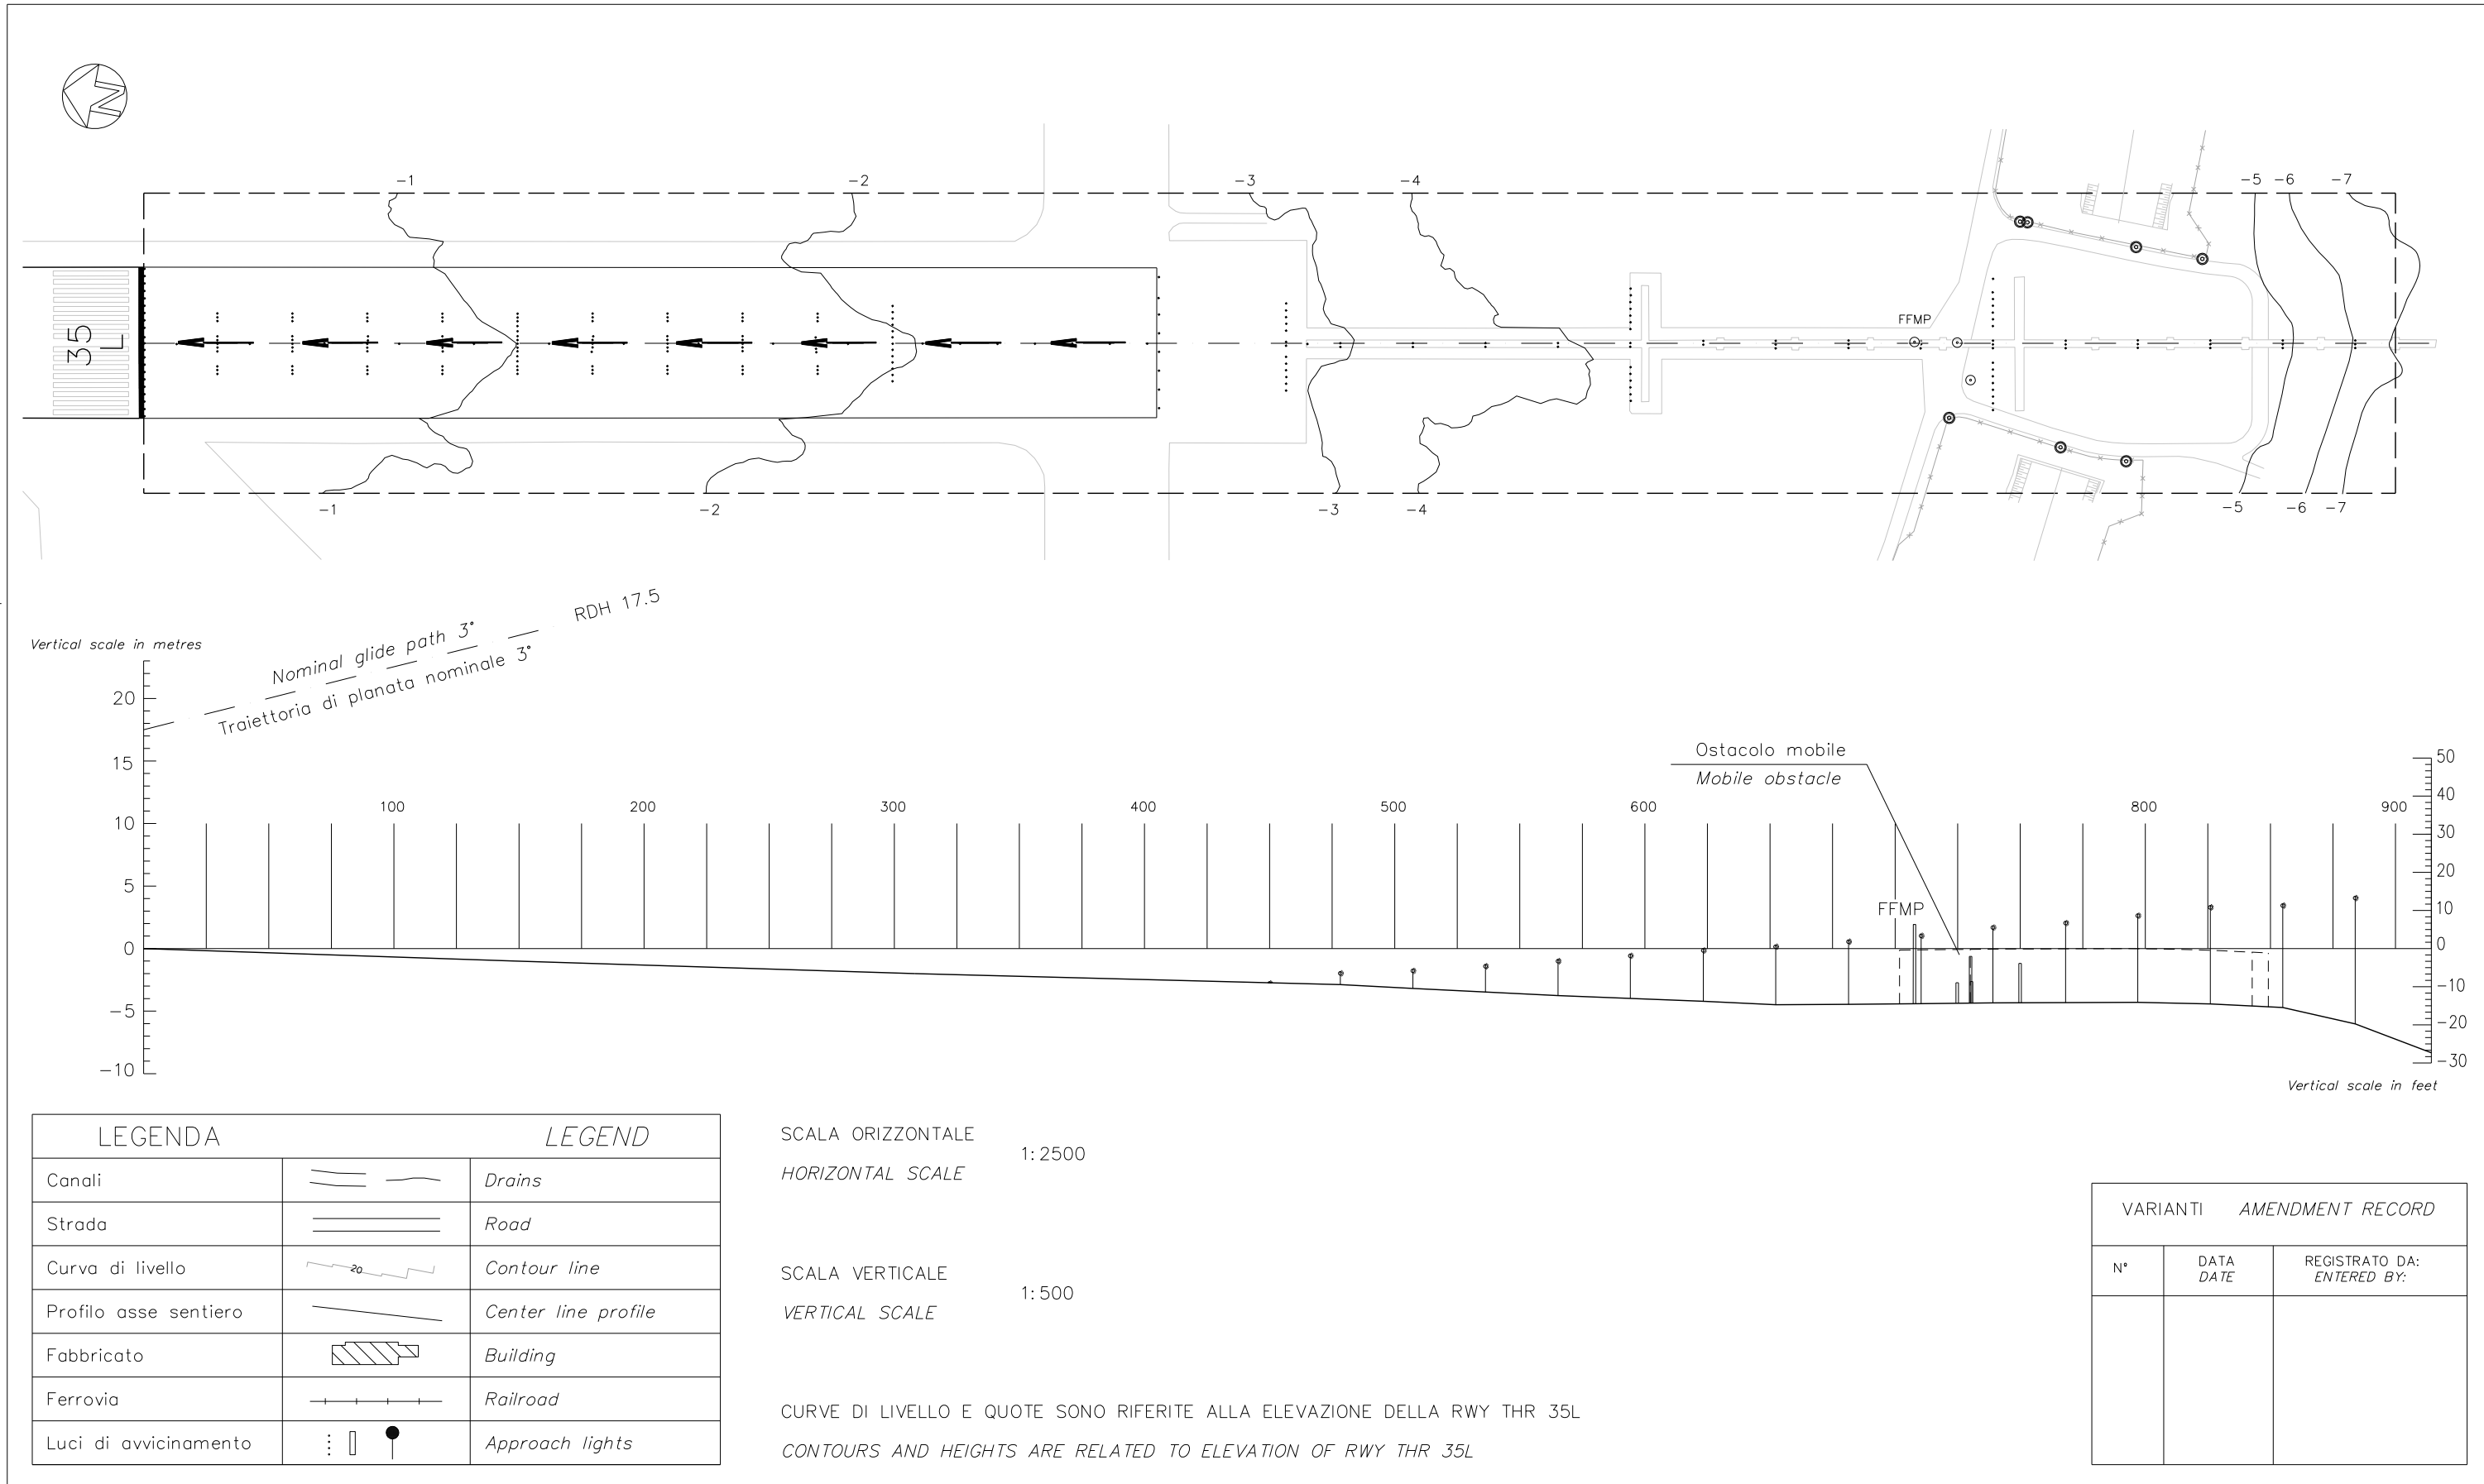 N
-1
-2
-3
-4
-5
-6
-7
35
L
FFMP
-1
-2
-3
-4
-5
-6
-7
RDH 17.5
Nominal glide path 3°
Traiettoria di planata nominale 3°
Vertical scale in metres
20
15
10
5
0
-5
-10
100
200
300
400
500
600
800
900
Ostacolo mobile
Mobile obstacle
FFMP
50
40
30
20
10
0
-10
-20
-30
Vertical scale in feet
LEGENDA LEGEND
Canali Drains
Strada Road
Curva di livello 20 Contour line
Profilo asse sentiero Center line profile
Fabbricato Building
Ferrovia Railroad
Luci di avvicinamento Approach lights
SCALA ORIZZONTALE
1:2500
HORIZONTAL SCALE
SCALA VERTICALE
1:500
VERTICAL SCALE
CURVE DI LIVELLO E QUOTE SONO RIFERITE ALLA ELEVAZIONE DELLA RWY THR 35L
CONTOURS AND HEIGHTS ARE RELATED TO ELEVATION OF RWY THR 35L
VARIANTI AMENDMENT RECORD
N° DATA REGISTRATO DA:
DATE ENTERED BY: